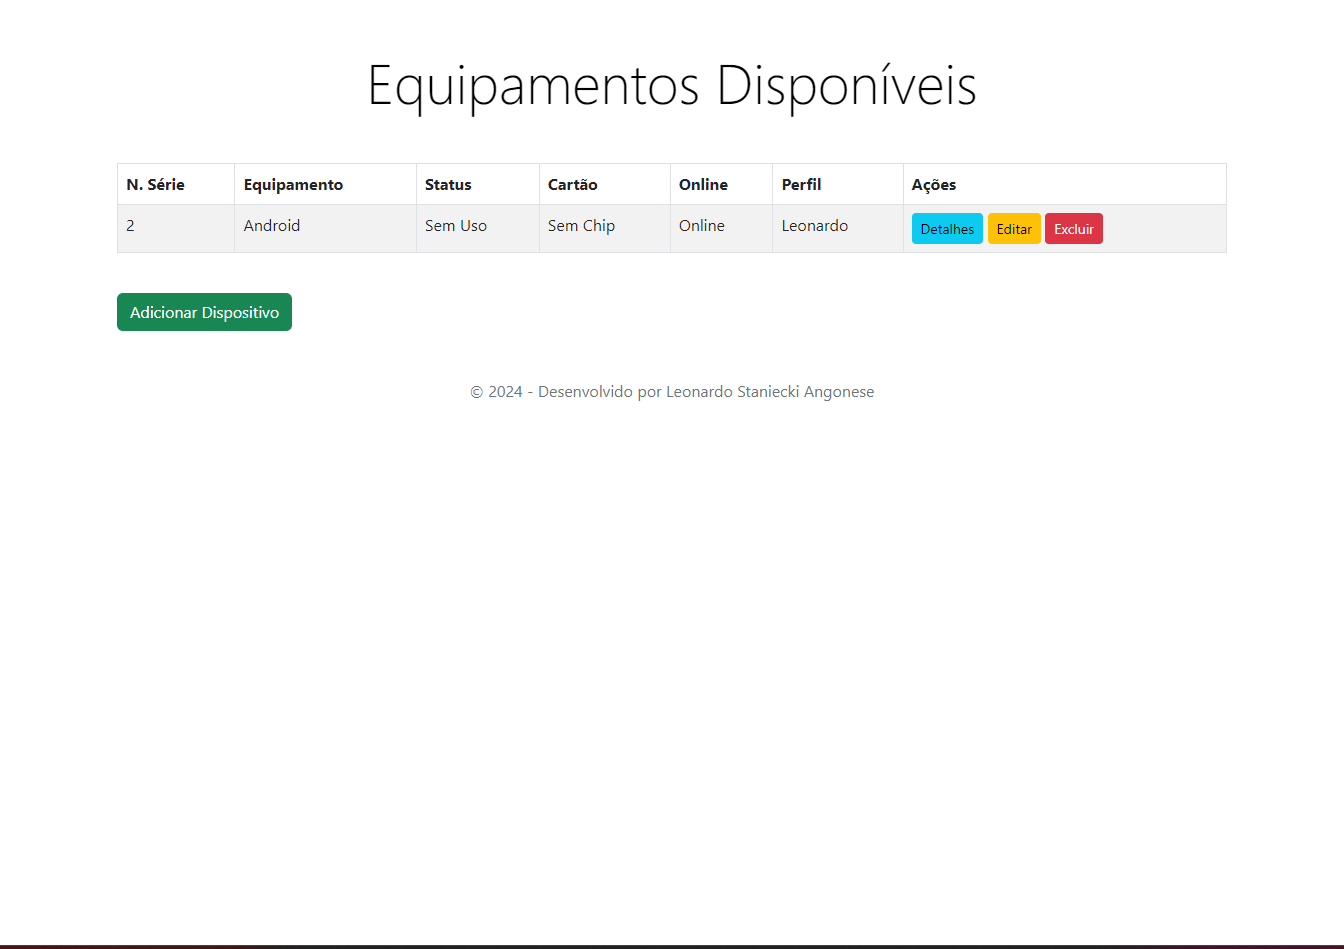 Equipamentos Disponíveis
N. Série Equipamento Status Cartão Online Perfil Ações
2 Android Sem Uso Sem Chip Online Leonardo Detalhes Editar Excluir
Adicionar Dispositivo
© 2024 - Desenvolvido por Leonardo Staniecki Angonese